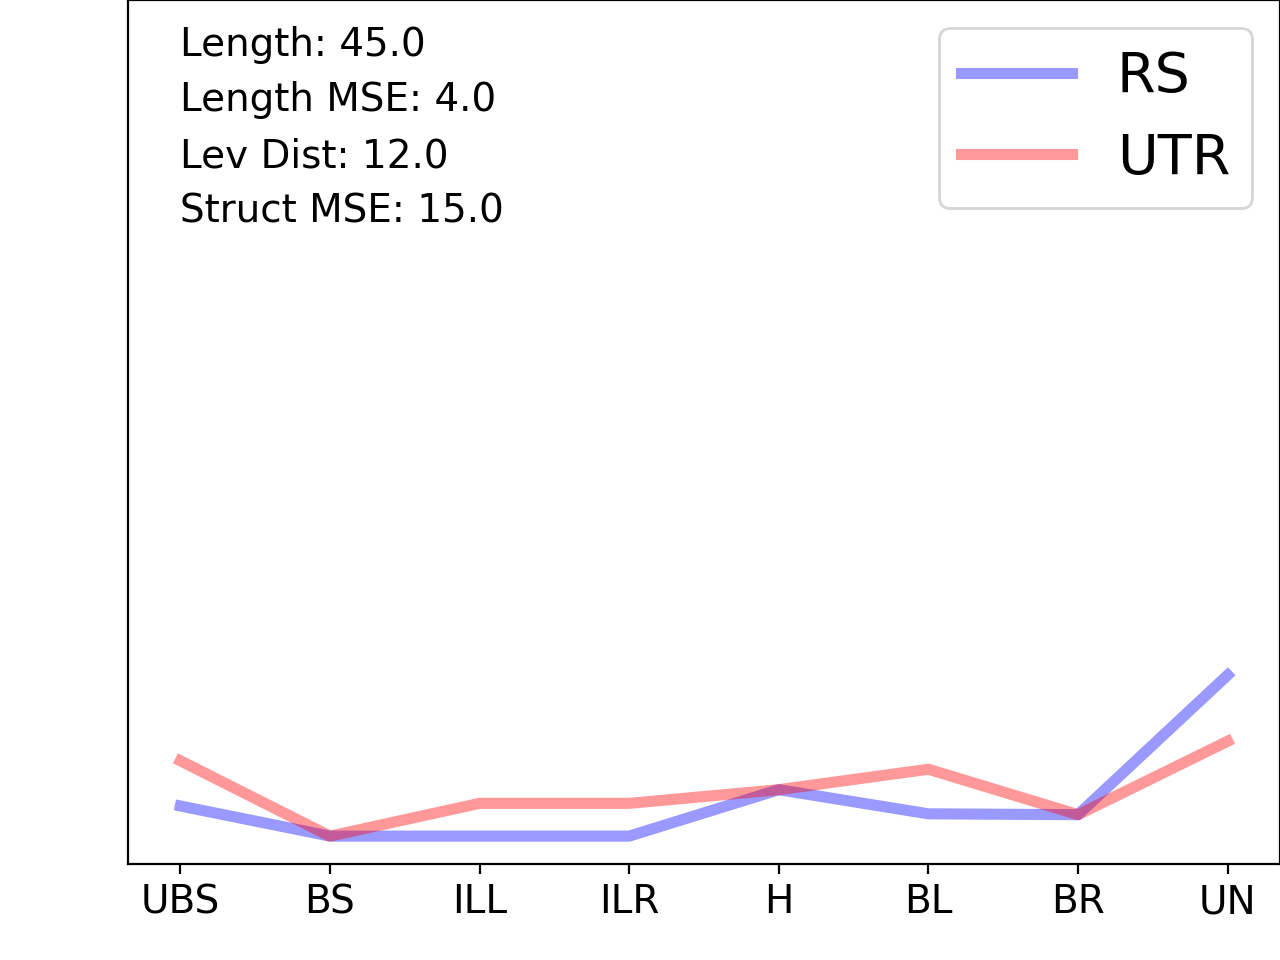 Length: 45.0
Length MSE: 4.0
Lev Dist: 12.0
Struct MSE: 15.0
RS
UTR
UBS BS ILL ILR H BL BR UN